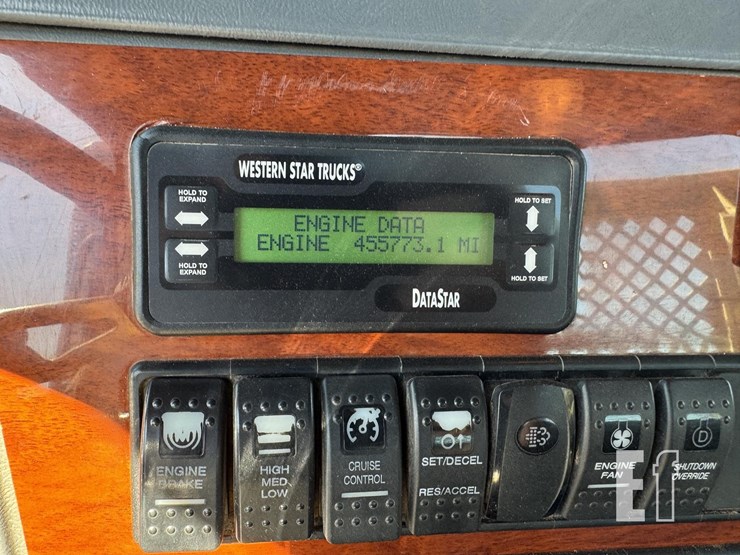 WESTERN STAR TRUCKS®
HOLD TO
EXPAND
HOLD TO SET
ENGINE DATA
ENGINE 455773.1 MI
HOLD TO
EXPAND
HOLD TO SET
DATASTAR
ENGINE
BRAKE
HIGH
MED
LOW
CRUISE
CONTROL
SET/DECEL
RES/ACCEL
ENGINE
FAN
SHUTDOWN
OVERRIDE
E1